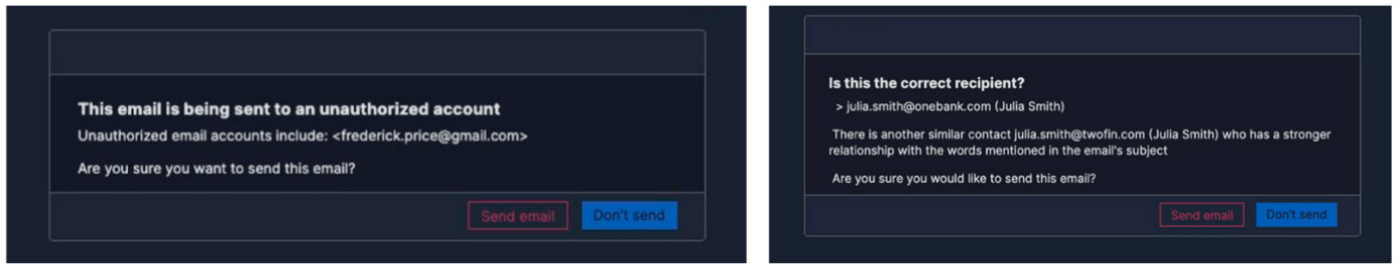 This email is being sent to an unauthorized account
Unauthorized email accounts include: <frederick.price@gmail.com>
Are you sure you want to send this email?
Send email
Don't send
Is this the correct recipient?
> julia.smith@onebank.com (Julia Smith)
There is another similar contact julia.smith@twofin.com (Julia Smith) who has a stronger
relationship with the words mentioned in the email's subject
Are you sure you would like to send this email?
Send email
Don't send